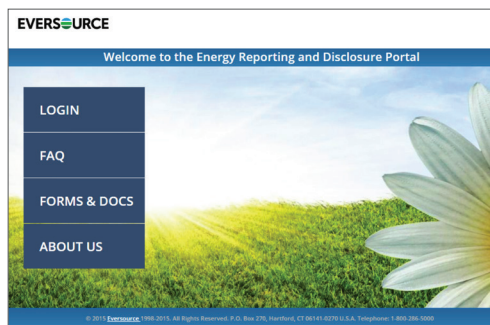 EVERSOURCE
Welcome to the Energy Reporting and Disclosure Portal
LOGIN
FAQ
FORMS & DOCS
ABOUT US
© 2015 Eversource 1998-2015. All Rights Reserved. P.O. Box 270, Hartford, CT 06141-0270 U.S.A. Telephone: 1-800-286-5000